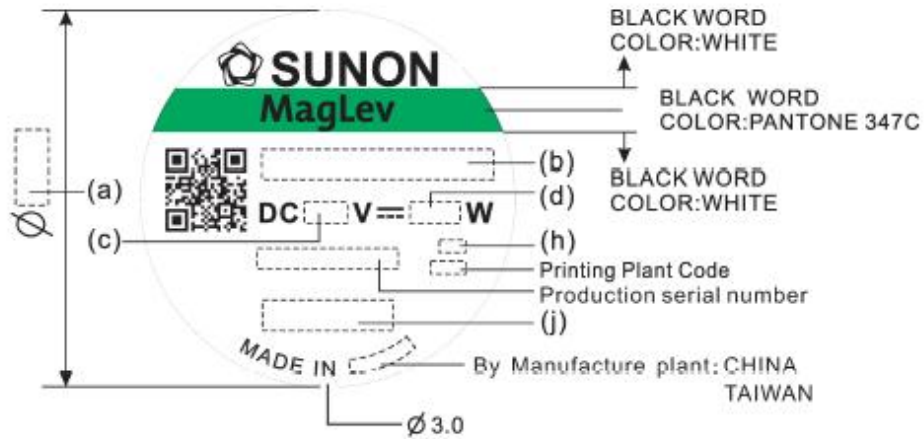 BLACK WORD
COLOR:WHITE
SUNON
MagLev
BLACK WORD
COLOR:PANTONE 347C
(a)
Ø
(b)
BLACK WORD
COLOR:WHITE
(d)
DC V⎓ W
(c)
(h)
Printing Plant Code
Production serial number
(j)
MADE IN
By Manufacture plant: CHINA
TAIWAN
Ø 3.0